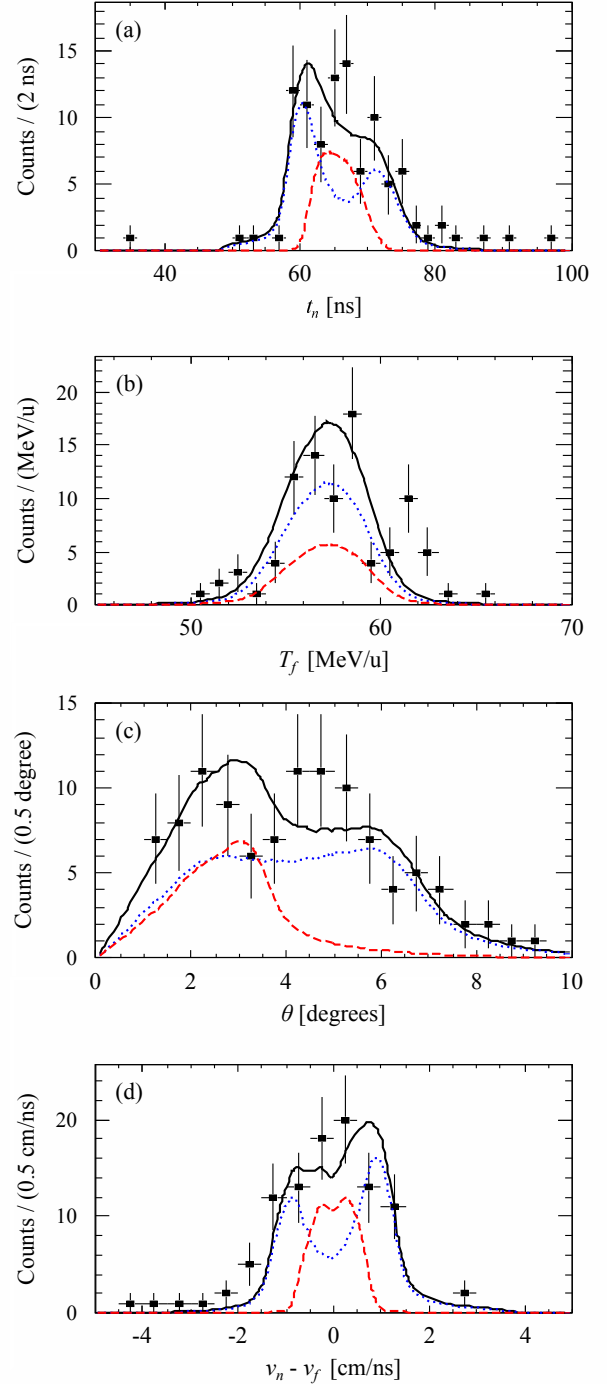 (a)
Counts / (2 ns)
15
10
5
0
40 60 80 100
t_n [ns]
(b)
Counts / (MeV/u)
20
15
10
5
0
50 60 70
T_f [MeV/u]
(c)
Counts / (0.5 degree)
15
10
5
0
0 2 4 6 8 10
θ [degrees]
(d)
Counts / (0.5 cm/ns)
20
10
0
-4 -2 0 2 4
v_n - v_f [cm/ns]